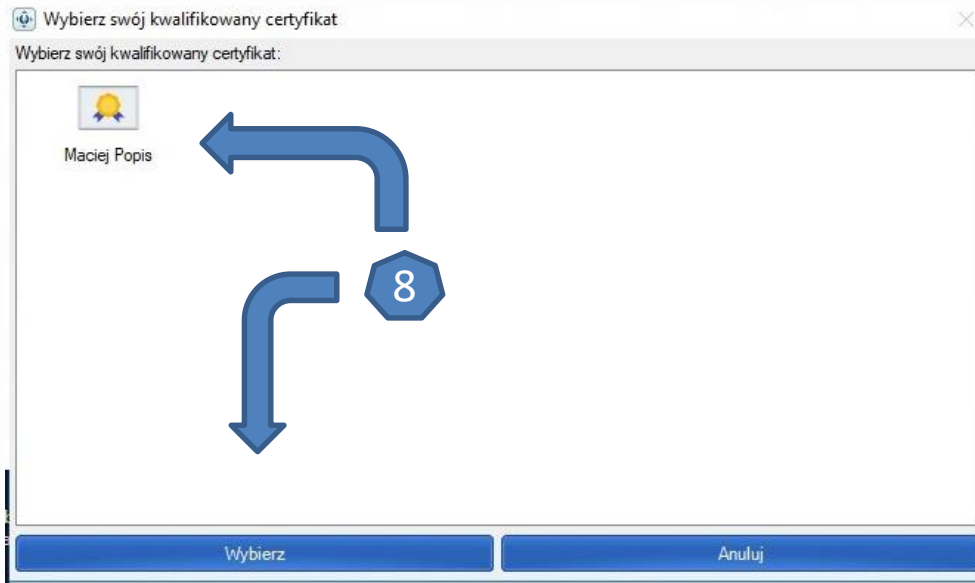 Wybierz swój kwalifikowany certyfikat
Wybierz swój kwalifikowany certyfikat:
Maciej Popis
8
Wybierz
Anuluj